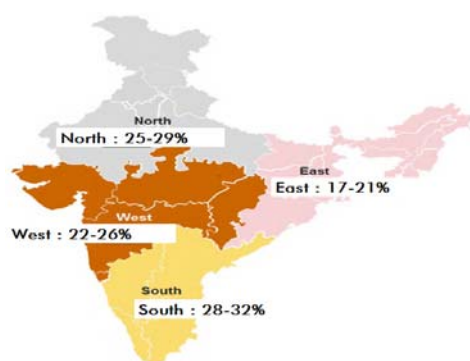 North
North : 25-29%
East
East : 17-21%
West
West : 22-26%
South
South : 28-32%